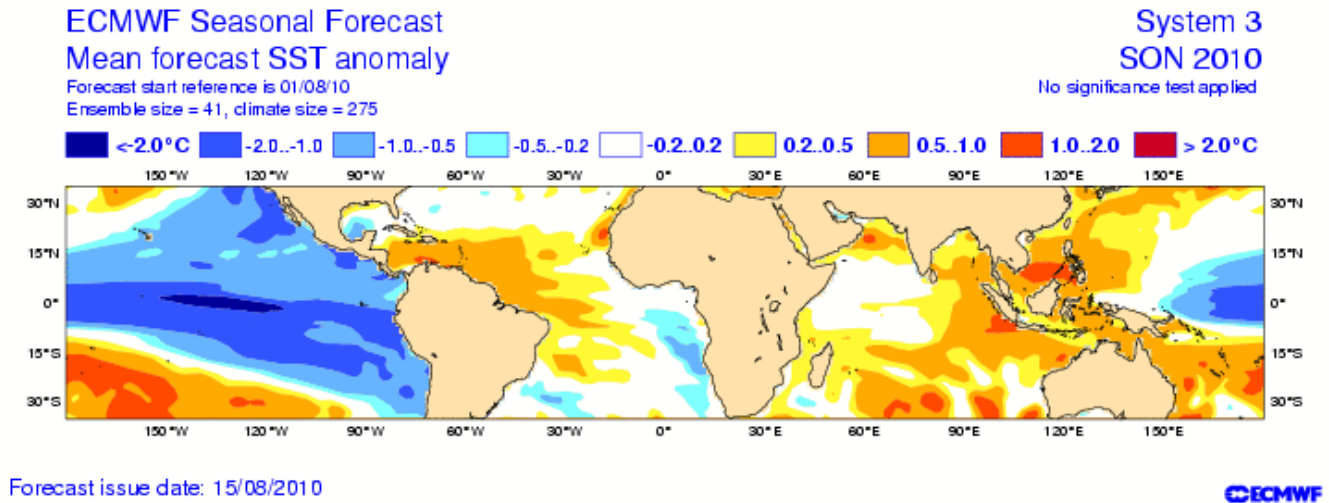 ECMWF Seasonal Forecast
System 3
Mean forecast SST anomaly
SON 2010
Forecast start reference is 01/08/10
No significance test applied
Ensemble size = 41, climate size = 275
<-2.0°C -2.0..-1.0 -1.0..-0.5 -0.5..-0.2 -0.2..0.2 0.2..0.5 0.5..1.0 1.0..2.0 > 2.0°C
150°W 120°W 90°W 60°W 30°W 0° 30°E 60°E 90°E 120°E 150°E
30°N 30°N
15°N 15°N
0° 0°
15°S 15°S
30°S 30°S
150°W 120°W 90°W 60°W 30°W 0° 30°E 60°E 90°E 120°E 150°E
Forecast issue date: 15/08/2010
ECMWF